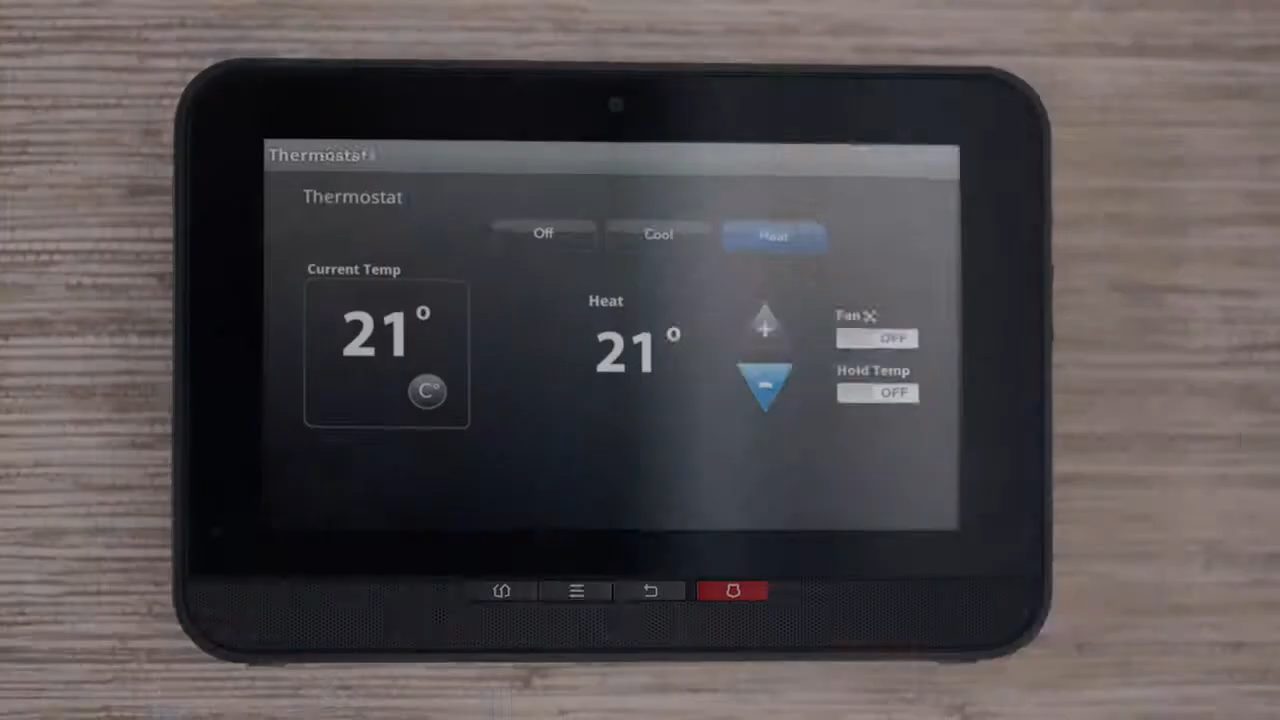 Thermostat
Thermostat
Off Cool Heat
Current Temp
21°
C°
Heat
21°
+
-
Fan
OFF
Hold Temp
OFF